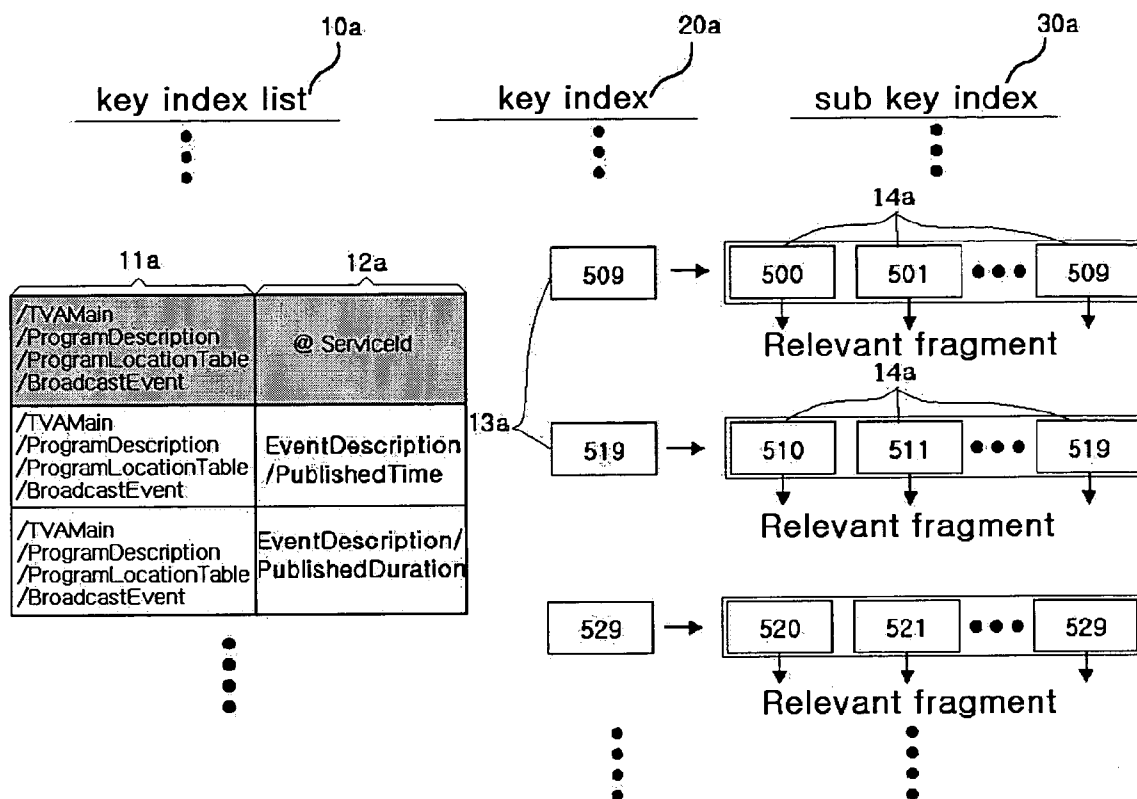 10a 20a 30a
key index list key index sub key index
14a
11a 12a
509 500 501 509
/TVAMain
/ProgramDescription
/ProgramLocationTable
/BroadcastEvent
@ ServiceId
Relevant fragment
14a
13a
/TVAMain
/ProgramDescription
/ProgramLocationTable
/BroadcastEvent
EventDescription
/PublishedTime
519 510 511 519
Relevant fragment
/TVAMain
/ProgramDescription
/ProgramLocationTable
/BroadcastEvent
EventDescription/
PublishedDuration
529 520 521 529
Relevant fragment